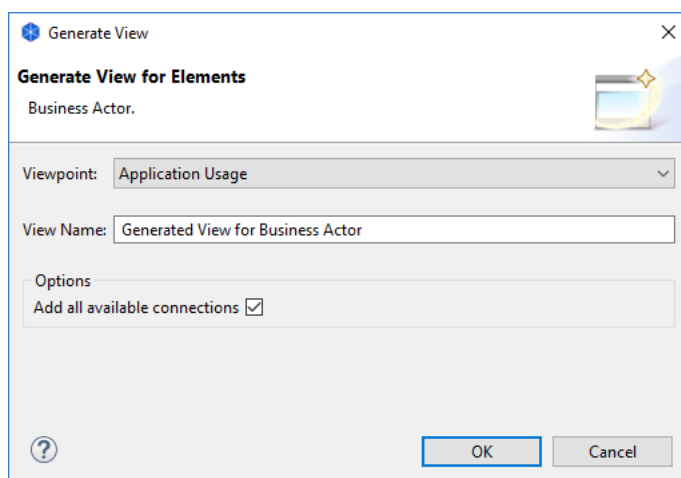 Generate View
Generate View for Elements
Business Actor.
Viewpoint: Application Usage
View Name: Generated View for Business Actor
Options
Add all available connections
?
OK Cancel